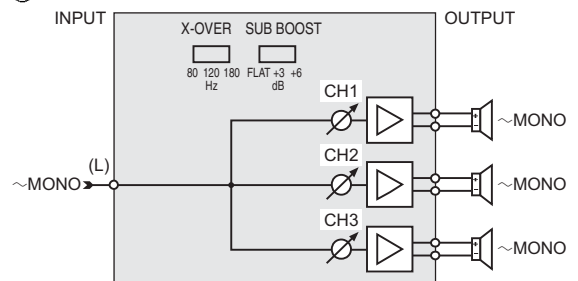 INPUT
OUTPUT
X-OVER SUB BOOST
80 120 180 FLAT +3 +6
Hz dB
CH1
~MONO
CH2
(L)
~MONO
~MONO
CH3
~MONO